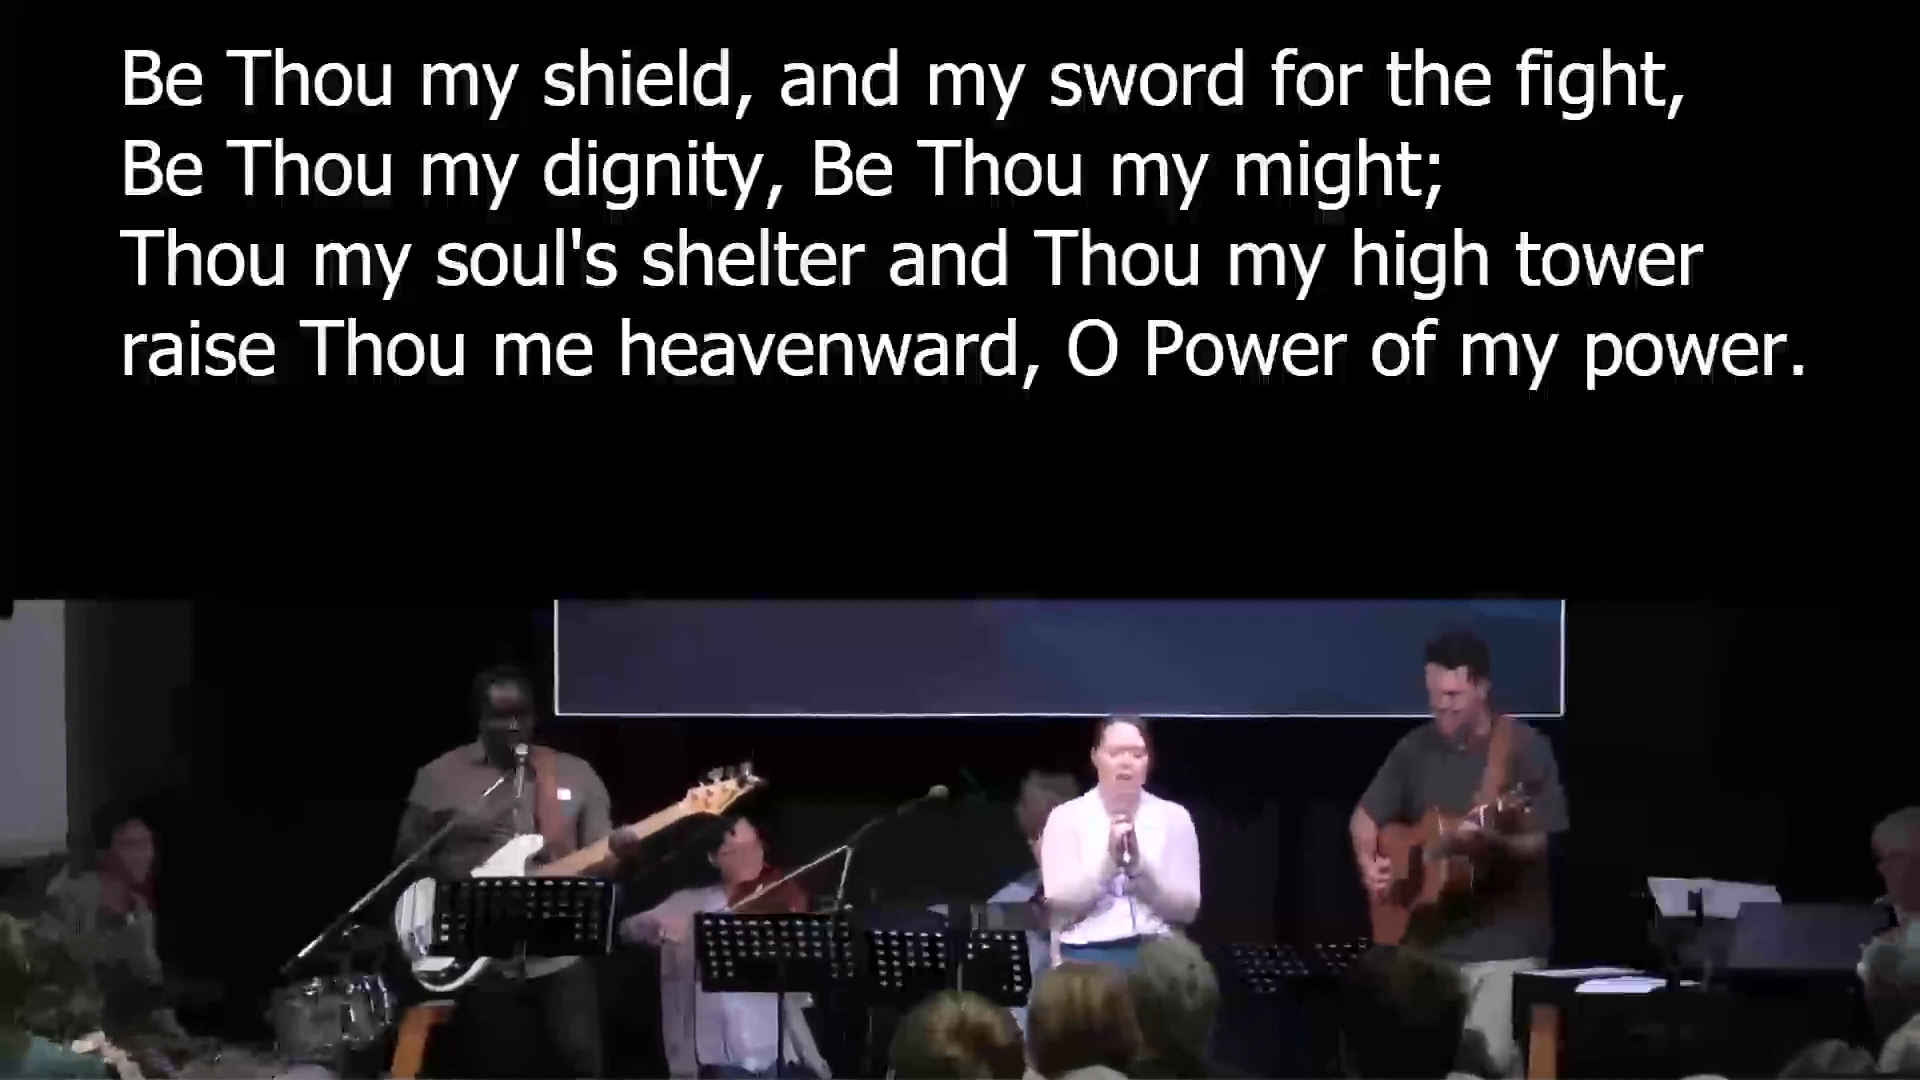 Be Thou my shield, and my sword for the fight,
Be Thou my dignity, Be Thou my might;
Thou my soul's shelter and Thou my high tower
raise Thou me heavenward, O Power of my power.